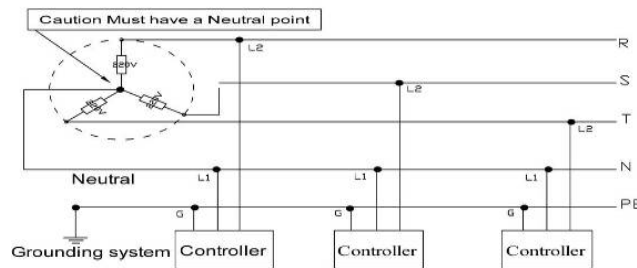 Caution Must have a Neutral point
R
L2
220V
S
L2
T
L2
N
L1
L1
L1
Neutral
PE
G
G
G
Grounding system
Controller
Controller
Controller